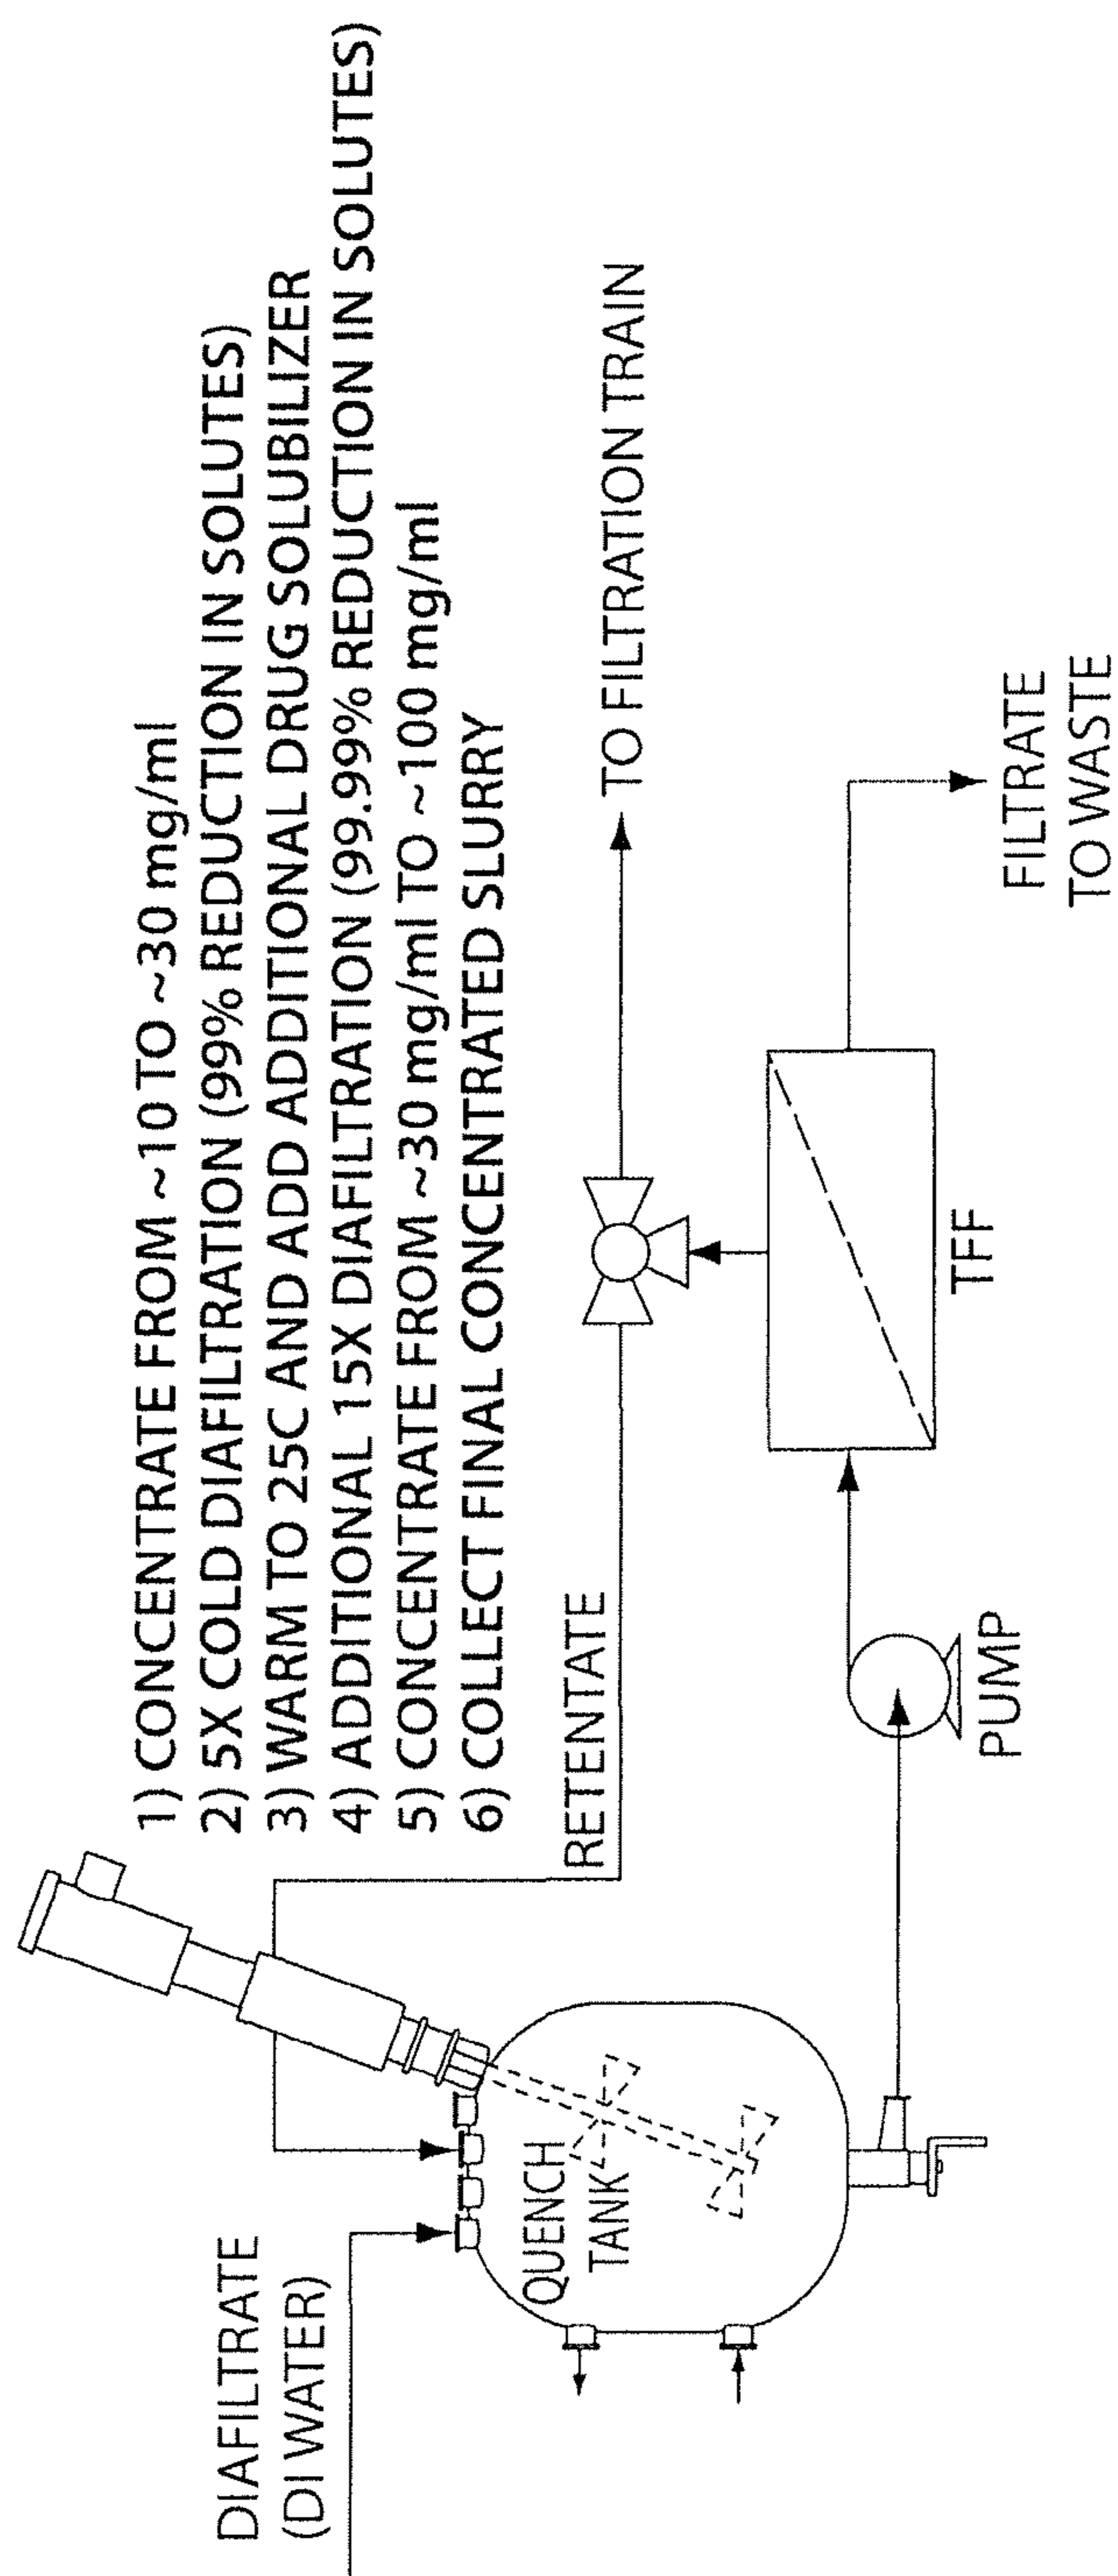 1) CONCENTRATE FROM ~10 TO ~30 mg/ml
2) 5X COLD DIAFILTRATION (99% REDUCTION IN SOLUTES)
3) WARM TO 25C AND ADD ADDITIONAL DRUG SOLUBILIZER
4) ADDITIONAL 15X DIAFILTRATION (99.99% REDUCTION IN SOLUTES)
5) CONCENTRATE FROM ~30 mg/ml TO ~100 mg/ml
6) COLLECT FINAL CONCENTRATED SLURRY
DIAFILTRATE
(DI WATER)
QUENCH
TANK
RETENTATE
TO FILTRATION TRAIN
PUMP
TFF
FILTRATE
TO WASTE